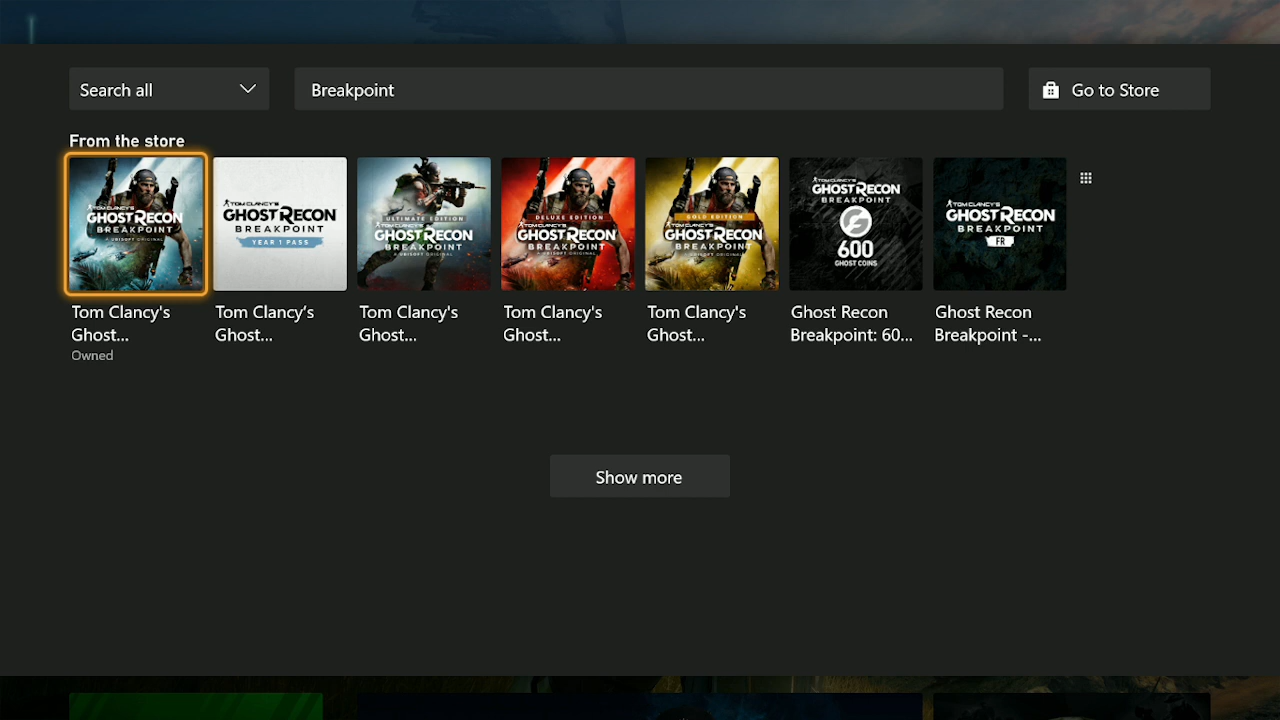 Search all
Breakpoint
Go to Store
From the store
TOM CLANCY'S
GHOST RECON
BREAKPOINT
A UBISOFT ORIGINAL
TOM CLANCY'S
GHOST RECON
BREAKPOINT
YEAR 1 PASS
ULTIMATE EDITION
TOM CLANCY'S
GHOST RECON
BREAKPOINT
A UBISOFT ORIGINAL
DELUXE EDITION
TOM CLANCY'S
GHOST RECON
BREAKPOINT
A UBISOFT ORIGINAL
GOLD EDITION
TOM CLANCY'S
GHOST RECON
BREAKPOINT
A UBISOFT ORIGINAL
TOM CLANCY'S
GHOST RECON
BREAKPOINT
600
GHOST COINS
TOM CLANCY'S
GHOST RECON
BREAKPOINT
FR
Tom Clancy's
Ghost...
Owned
Tom Clancy's
Ghost...
Tom Clancy's
Ghost...
Tom Clancy's
Ghost...
Tom Clancy's
Ghost...
Ghost Recon
Breakpoint: 60...
Ghost Recon
Breakpoint -...
Show more